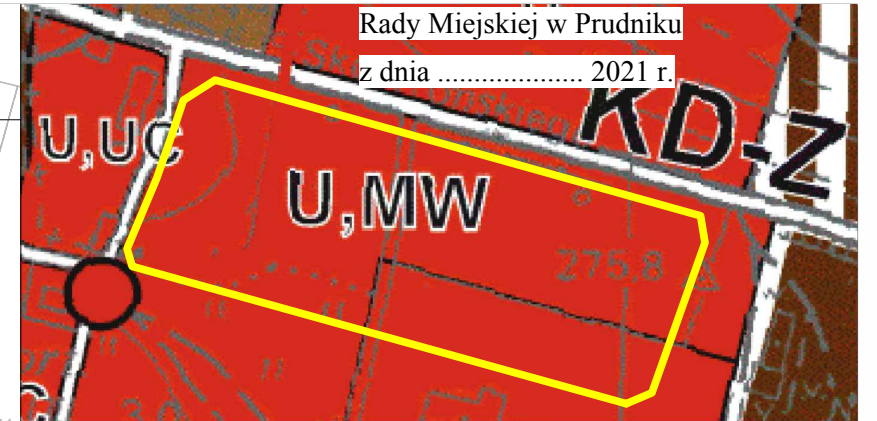 Rady Miejskiej w Prudniku
z dnia .................... 2021 r.
KD-Z
U,UC
U,MW
275,8